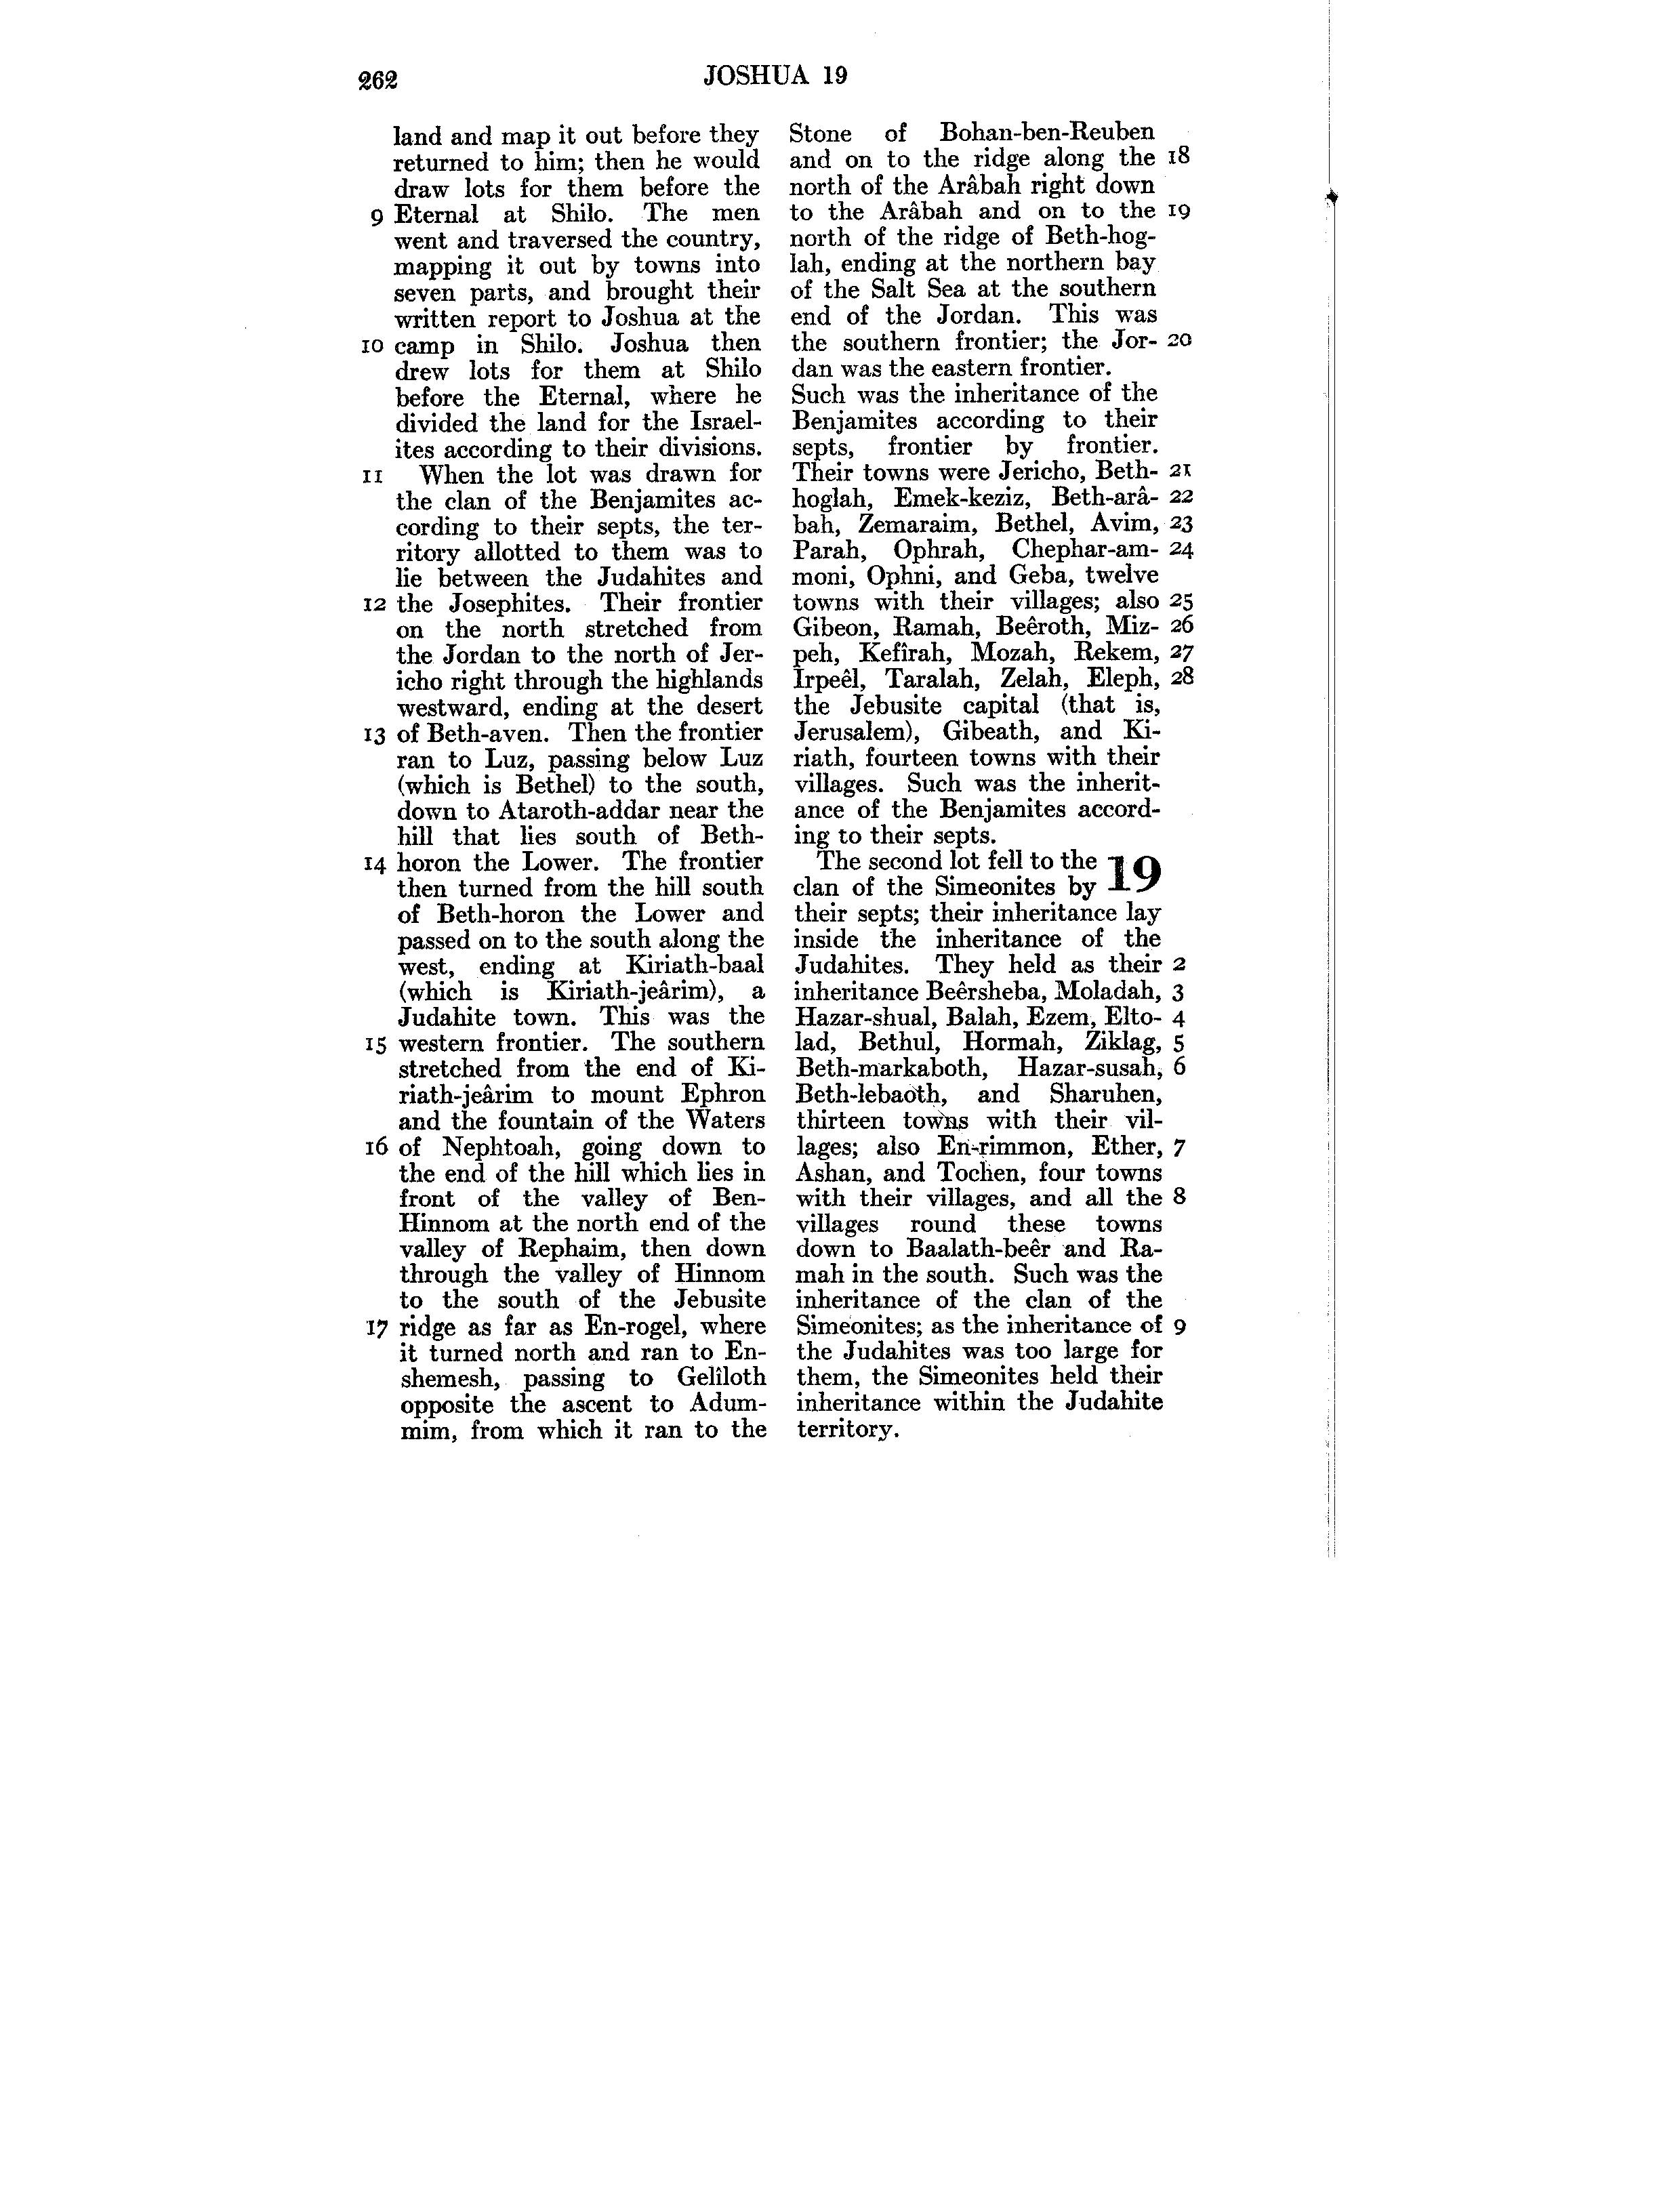 262
JOSHUA 19
land and map it out before they
returned to him; then he would
draw lots for them before the
9 Eternal at Shilo. The men
went and traversed the country,
mapping it out by towns into
seven parts, and brought their
written report to Joshua at the
10 camp in Shilo. Joshua then
drew lots for them at Shilo
before the Eternal, where he
divided the land for the Israel-
ites according to their divisions.
11 When the lot was drawn for
the clan of the Benjamites ac-
cording to their septs, the ter-
ritory allotted to them was to
lie between the Judahites and
12 the Josephites. Their frontier
on the north stretched from
the Jordan to the north of Jer-
icho right through the highlands
westward, ending at the desert
13 of Beth-aven. Then the frontier
ran to Luz, passing below Luz
(which is Bethel) to the south,
down to Ataroth-addar near the
hill that lies south of Beth-
14 horon the Lower. The frontier
then turned from the hill south
of Beth-horon the Lower and
passed on to the south along the
west, ending at Kiriath-baal
(which is Kiriath-jeârim), a
Judahite town. This was the
15 western frontier. The southern
stretched from the end of Ki-
riath-jeârim to mount Ephron
and the fountain of the Waters
16 of Nephtoah, going down to
the end of the hill which lies in
front of the valley of Ben-
Hinnom at the north end of the
valley of Rephaim, then down
through the valley of Hinnom
to the south of the Jebusite
17 ridge as far as En-rogel, where
it turned north and ran to En-
shemesh, passing to Gelîloth
opposite the ascent to Adum-
mim, from which it ran to the
Stone of Bohan-ben-Reuben
and on to the ridge along the 18
north of the Arâbah right down
to the Arâbah and on to the 19
north of the ridge of Beth-hog-
lah, ending at the northern bay
of the Salt Sea at the southern
end of the Jordan. This was
the southern frontier; the Jor- 20
dan was the eastern frontier.
Such was the inheritance of the
Benjamites according to their
septs, frontier by frontier.
Their towns were Jericho, Beth- 21
hoglah, Emek-keziz, Beth-arâ- 22
bah, Zemaraim, Bethel, Avim, 23
Parah, Ophrah, Chephar-am- 24
moni, Ophni, and Geba, twelve
towns with their villages; also 25
Gibeon, Ramah, Beêroth, Miz- 26
peh, Kefîrah, Mozah, Rekem, 27
Irpeêl, Taralah, Zelah, Eleph, 28
the Jebusite capital (that is,
Jerusalem), Gibeath, and Ki-
riath, fourteen towns with their
villages. Such was the inherit-
ance of the Benjamites accord-
ing to their septs.
The second lot fell to the 19
clan of the Simeonites by
their septs; their inheritance lay
inside the inheritance of the
Judahites. They held as their 2
inheritance Beêrsheba, Moladah, 3
Hazar-shual, Balah, Ezem, Elto- 4
lad, Bethul, Hormah, Ziklag, 5
Beth-markaboth, Hazar-susah, 6
Beth-lebaoth, and Sharuhen,
thirteen towns with their vil-
lages; also En-rimmon, Ether, 7
Ashan, and Tochen, four towns
with their villages, and all the 8
villages round these towns
down to Baalath-beêr and Ra-
mah in the south. Such was the
inheritance of the clan of the
Simeonites; as the inheritance of 9
the Judahites was too large for
them, the Simeonites held their
inheritance within the Judahite
territory.